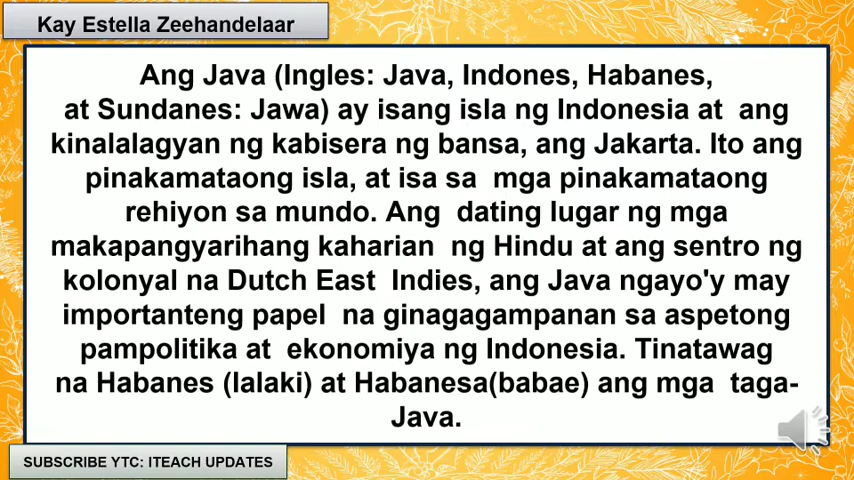 Kay Estella Zeehandelaar
Ang Java (Ingles: Java, Indones, Habanes,
at Sundanes: Jawa) ay isang isla ng Indonesia at ang
kinalalagyan ng kabisera ng bansa, ang Jakarta. Ito ang
pinakamataong isla, at isa sa mga pinakamataong
rehiyon sa mundo. Ang dating lugar ng mga
makapangyarihang kaharian ng Hindu at ang sentro ng
kolonyal na Dutch East Indies, ang Java ngayo'y may
importanteng papel na ginagagampanan sa aspetong
pampolitika at ekonomiya ng Indonesia. Tinatawag
na Habanes (lalaki) at Habanesa(babae) ang mga taga-
Java.
SUBSCRIBE YTC: ITEACH UPDATES